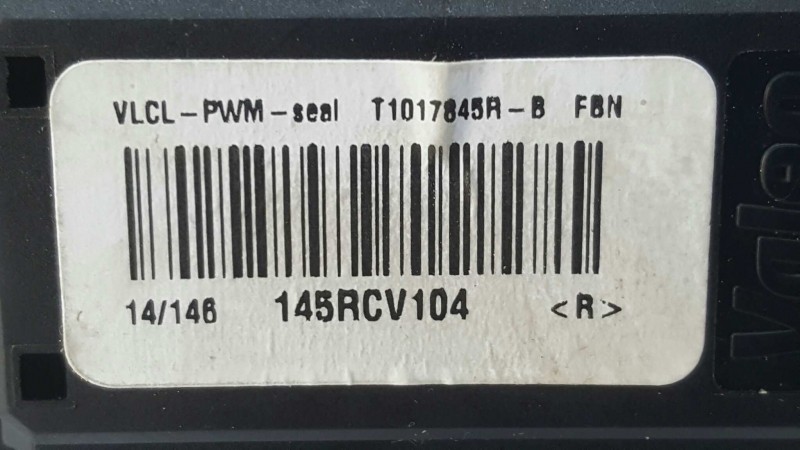 VLCL-PWM-seal T1017845R-B FBN
14/146 145RCV104 <R>
Valeo